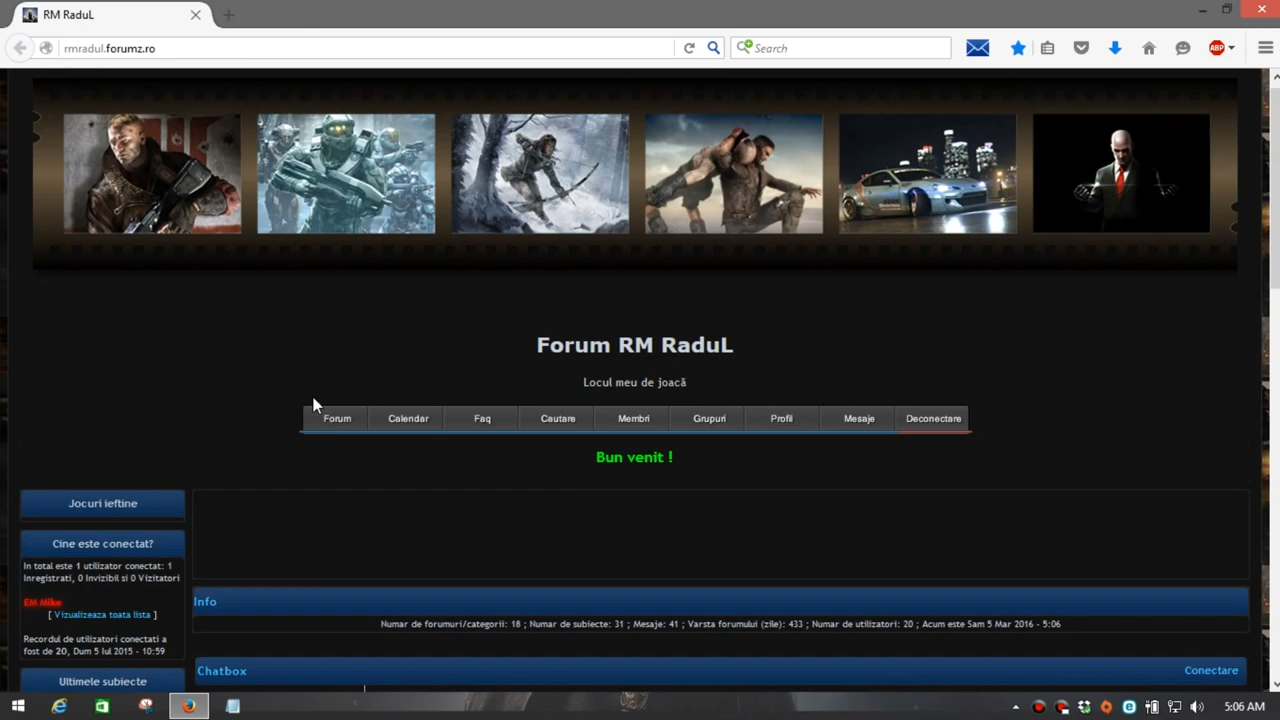 RM RaduL
rmradul.forumz.ro
Search
ABP
Forum RM RaduL
Locul meu de joacă
Forum Calendar Faq Cautare Membri Grupuri Profil Mesaje Deconectare
Bun venit !
Jocuri ieftine
Cine este conectat?
In total este 1 utilizator conectat: 1
Inregistrati, 0 Invizibil si 0 Vizitatori
EM Mike
[ Vizualizeaza toata lista ]
Recordul de utilizatori conectati a
fost de 20, Dum 5 Iul 2015 - 10:59
Ultimele subiecte
Info
Numar de forumuri/categorii: 18 ; Numar de subiecte: 31 ; Mesaje: 41 ; Varsta forumului (zile): 433 ; Numar de utilizatori: 20 ; Acum este Sam 5 Mar 2016 - 5:06
Chatbox
Conectare
5:06 AM